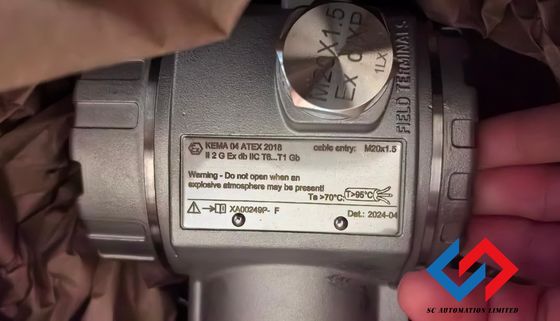 M20X1.5
Ex d/XP
1LX
FIELD TERMINALS
KEMA 04 ATEX 2018
II 2 G Ex db IIC T6...T1 Gb
cable entry: M20x1.5
Warning - Do not open when an
explosive atmosphere may be present!
Ta >70°C: T>95°C
XA00249P- F
Dat.: 2024-04
SC AUTOMATION LIMITED